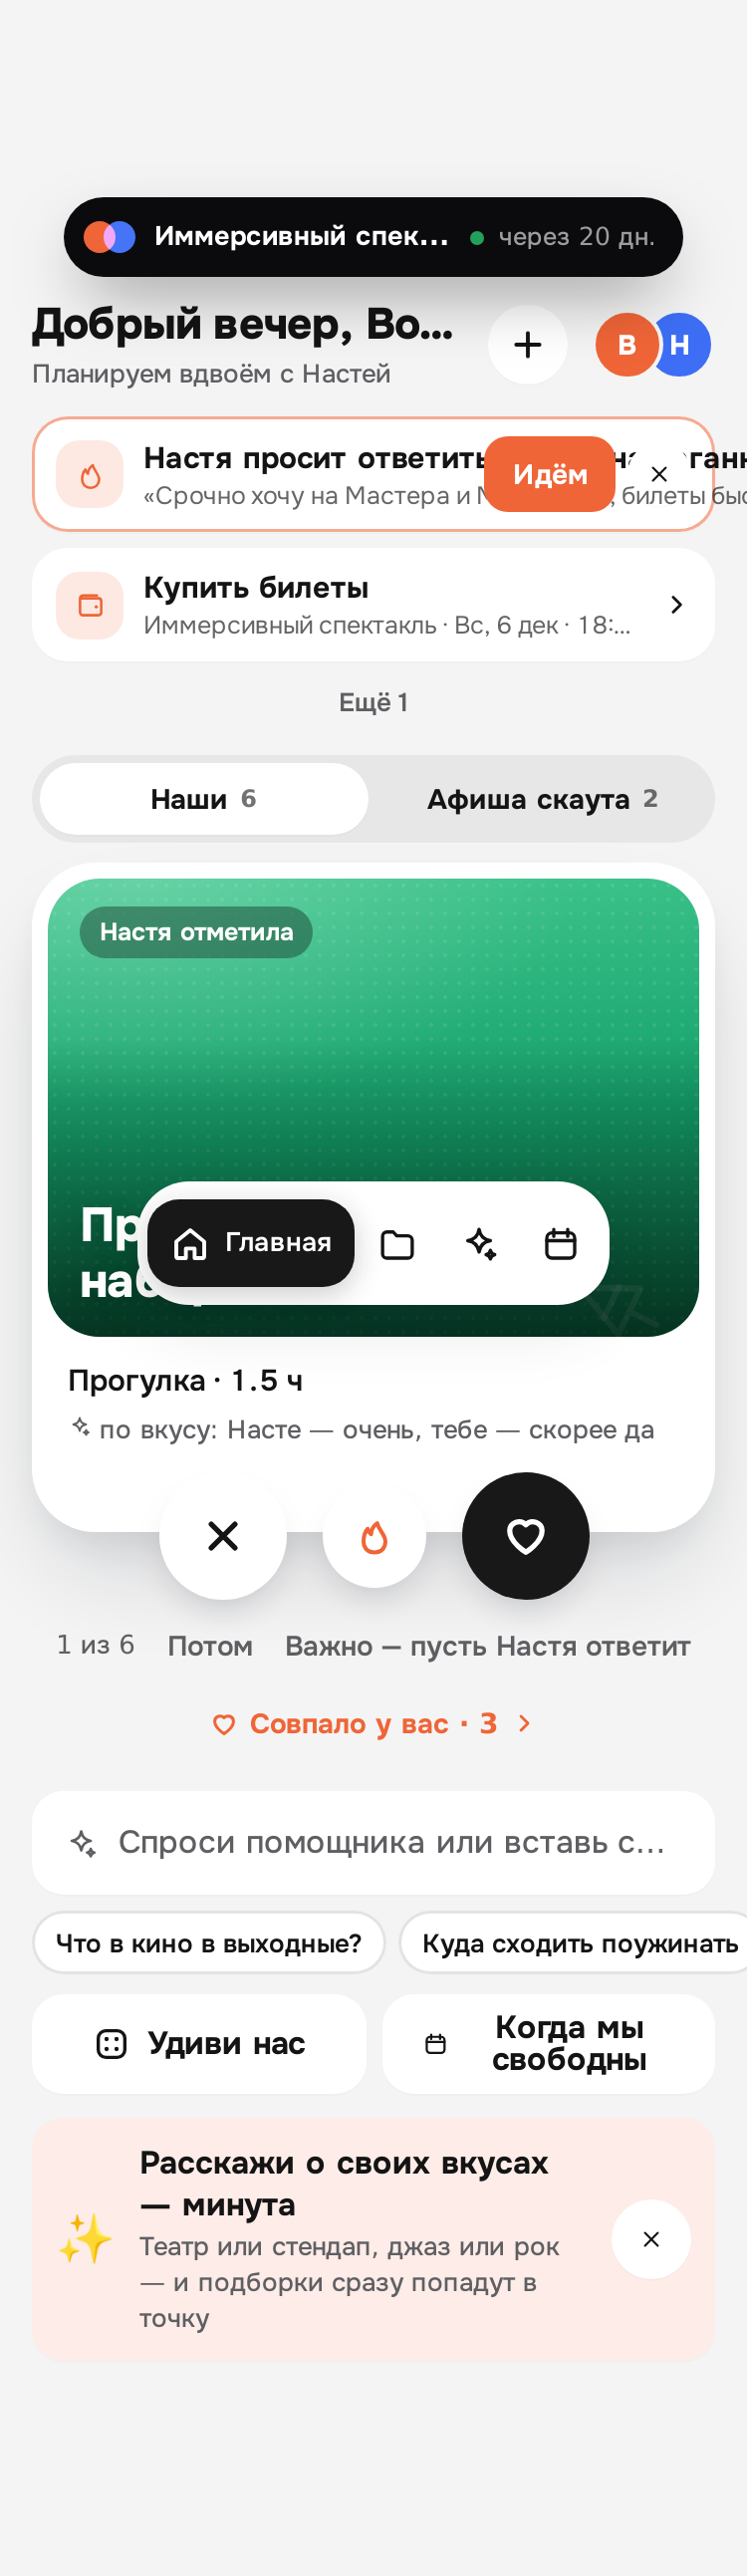 Иммерсивный спек... через 20 дн.
Добрый вечер, Во...
Планируем вдвоём с Настей
В Н
Настя просит ответить
Идём
«Срочно хочу на Мастера и , билеты
Купить билеты
Иммерсивный спектакль · Вс, 6 дек · 18:...
Ещё 1
Наши 6 Афиша скаута 2
Настя отметила
Главная
Прогулка · 1.5 ч
по вкусу: Насте — очень, тебе — скорее да
1 из 6 Потом Важно — пусть Настя ответит
Совпало у вас · 3
Спроси помощника или вставь с...
Что в кино в выходные? Куда сходить поужинать
Удиви нас
Когда мы
свободны
Расскажи о своих вкусах
— минута
Театр или стендап, джаз или рок
— и подборки сразу попадут в
точку